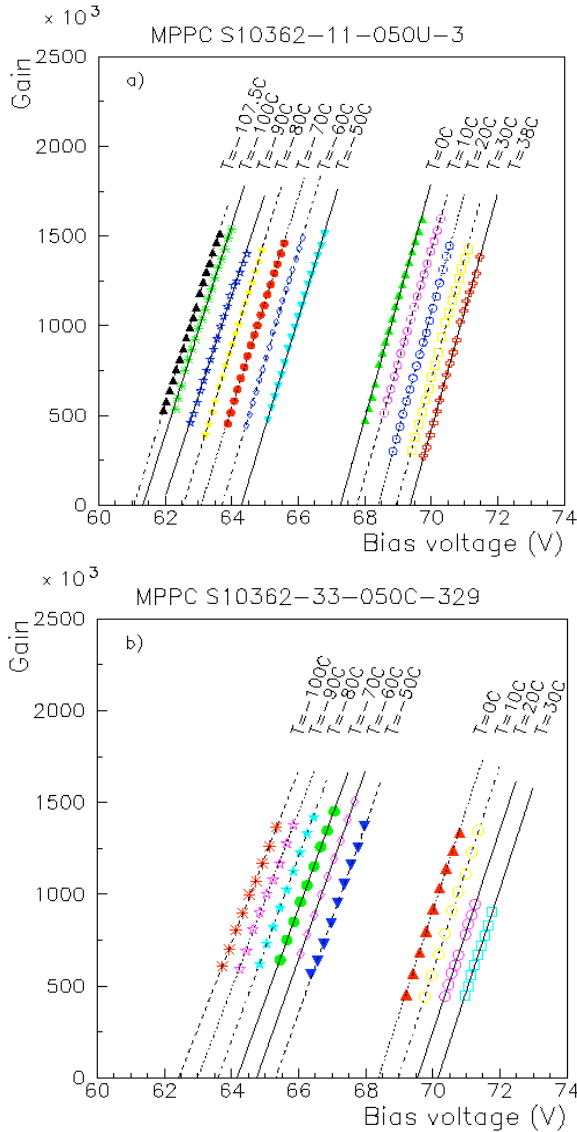 × 10³
MPPC S10362-11-050U-3
Gain
a)
T=-107.5C
T=-100C
T=-90C
T=-80C
T=-70C
T=-60C
T=-50C
T=0C
T=10C
T=20C
T=30C
T=38C
2500
2000
1500
1000
500
0
60 62 64 66 68 70 72 74
Bias voltage (V)
× 10³
MPPC S10362-33-050C-329
Gain
b)
T=-100C
T=-90C
T=-80C
T=-70C
T=-60C
T=-50C
T=0C
T=10C
T=20C
T=30C
2500
2000
1500
1000
500
0
60 62 64 66 68 70 72 74
Bias voltage (V)